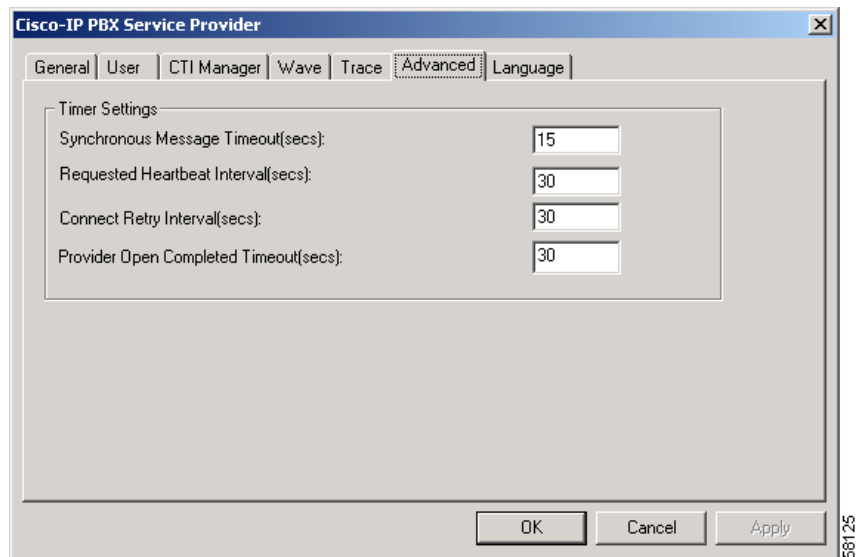 Cisco-IP PBX Service Provider
General User CTI Manager Wave Trace Advanced Language
Timer Settings
Synchronous Message Timeout(secs): 15
Requested Heartbeat Interval(secs): 30
Connect Retry Interval(secs): 30
Provider Open Completed Timeout(secs): 30
OK Cancel Apply